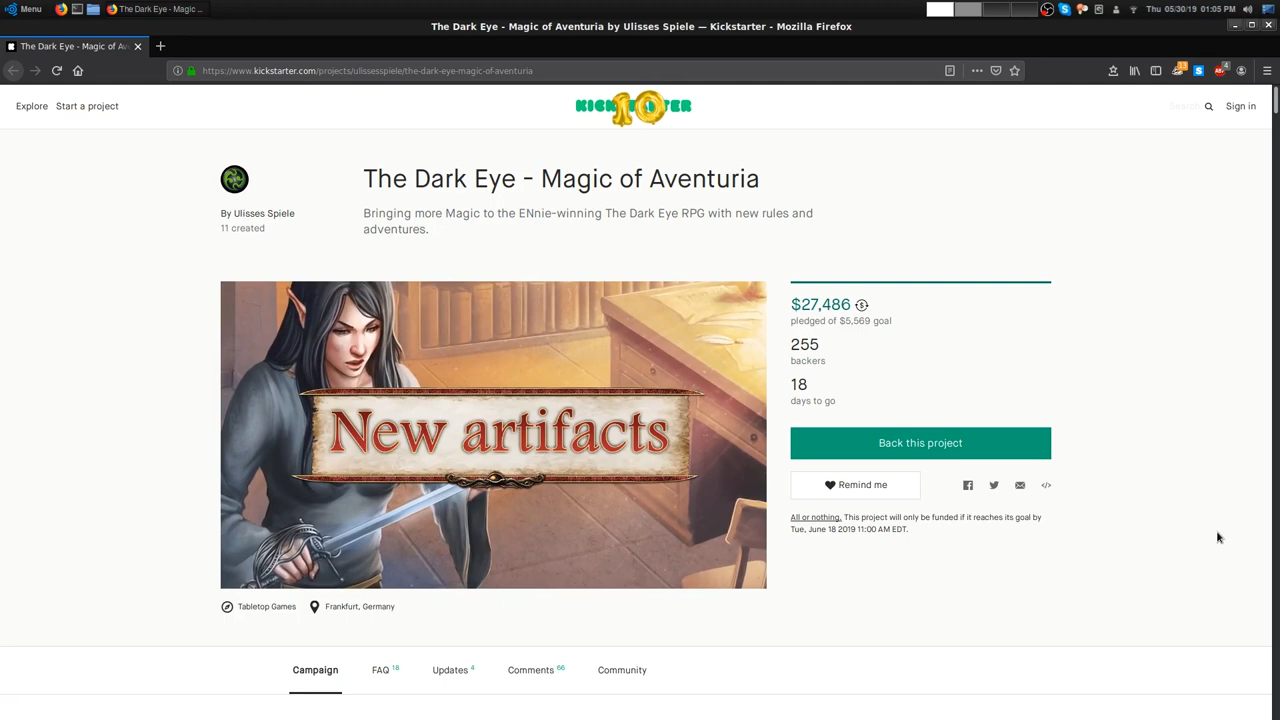 Menu
The Dark Eye - Magic ...
Thu 05/30/19 01:05 PM
The Dark Eye - Magic of Aventuria by Ulisses Spiele — Kickstarter - Mozilla Firefox
The Dark Eye - Magic of Av
https://www.kickstarter.com/projects/ulissesspiele/the-dark-eye-magic-of-aventuria
Explore Start a project
KICKSTARTER
10
Search
Sign in
The Dark Eye - Magic of Aventuria
By Ulisses Spiele
11 created
Bringing more Magic to the ENnie-winning The Dark Eye RPG with new rules and
adventures.
New artifacts
$27,486
pledged of $5,569 goal
255
backers
18
days to go
Back this project
Remind me
All or nothing. This project will only be funded if it reaches its goal by
Tue, June 18 2019 11:00 AM EDT.
Tabletop Games Frankfurt, Germany
Campaign FAQ 18 Updates 4 Comments 66 Community